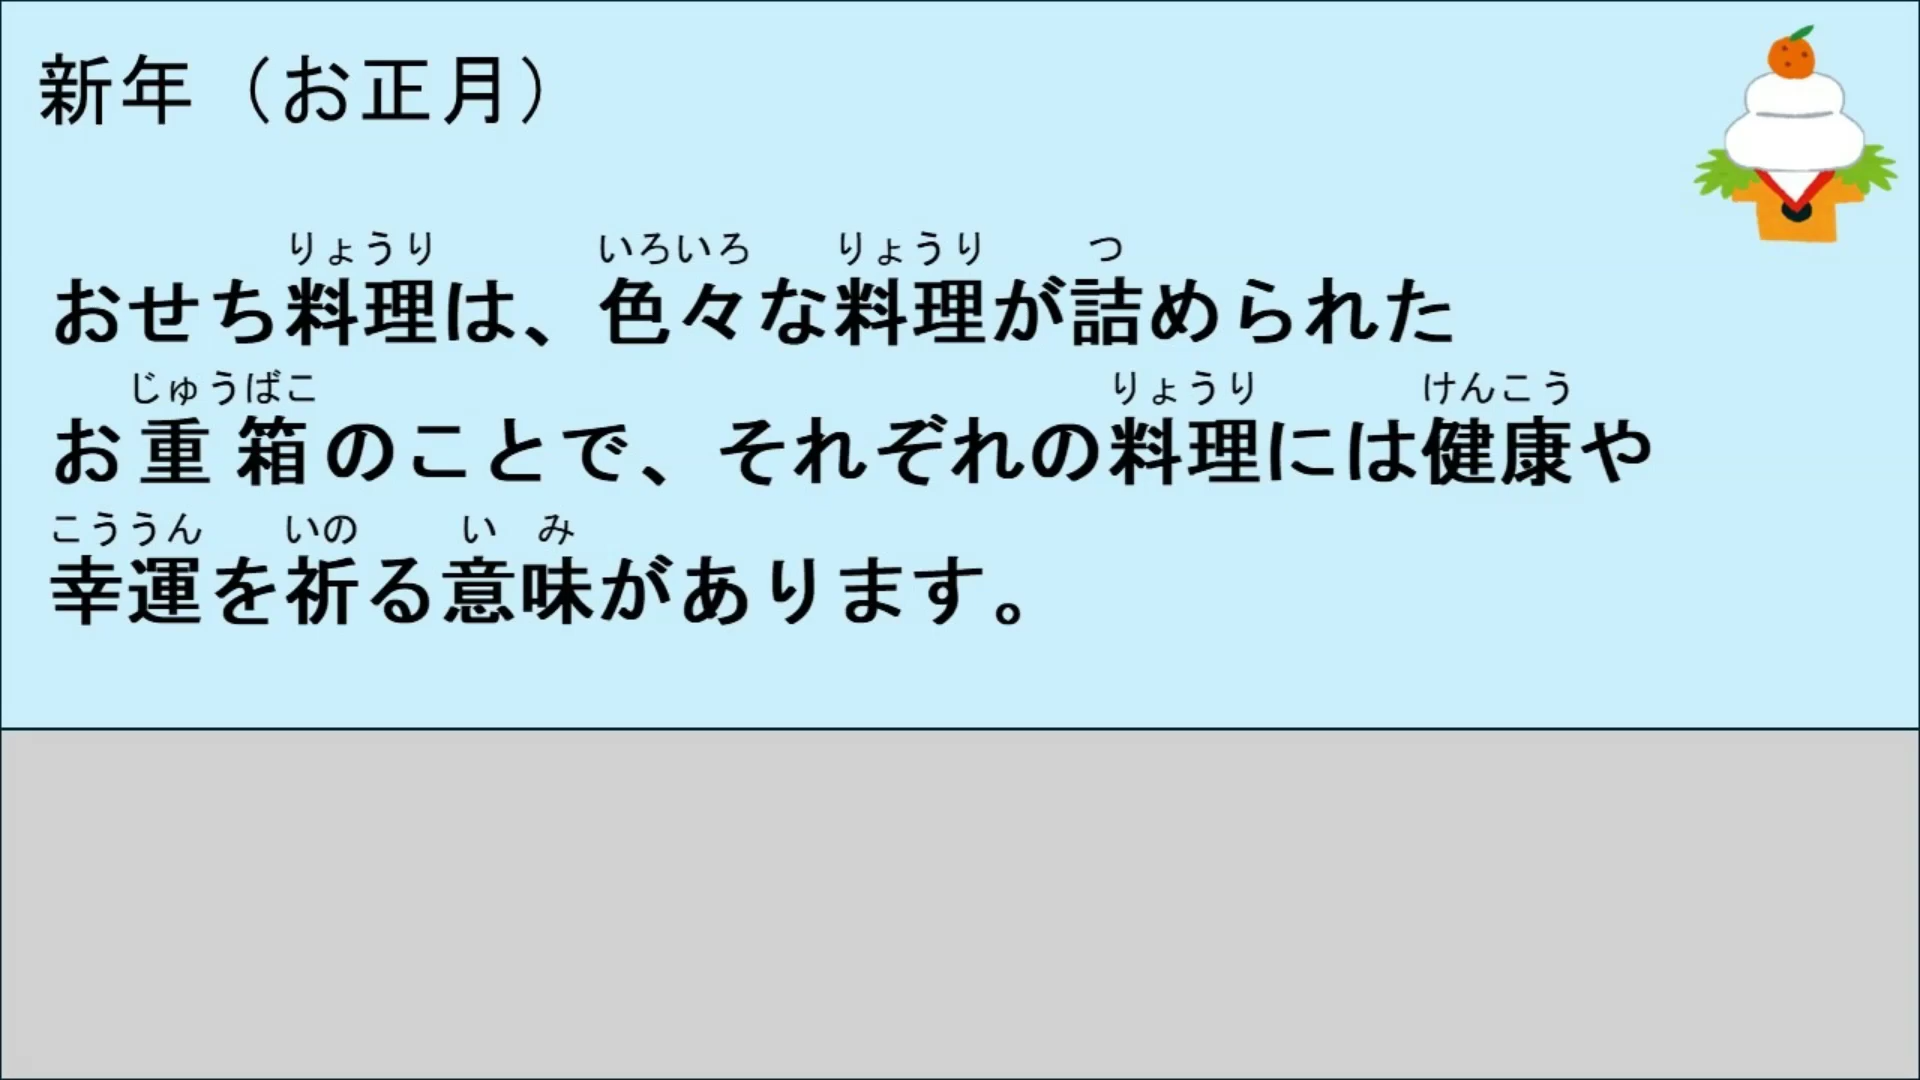 新年（お正月）
りょうり いろいろ りょうり つ
おせち料理は、色々な料理が詰められた
じゅうばこ りょうり けんこう
お重箱のことで、それぞれの料理には健康や
こううん いの い み
幸運を祈る意味があります。